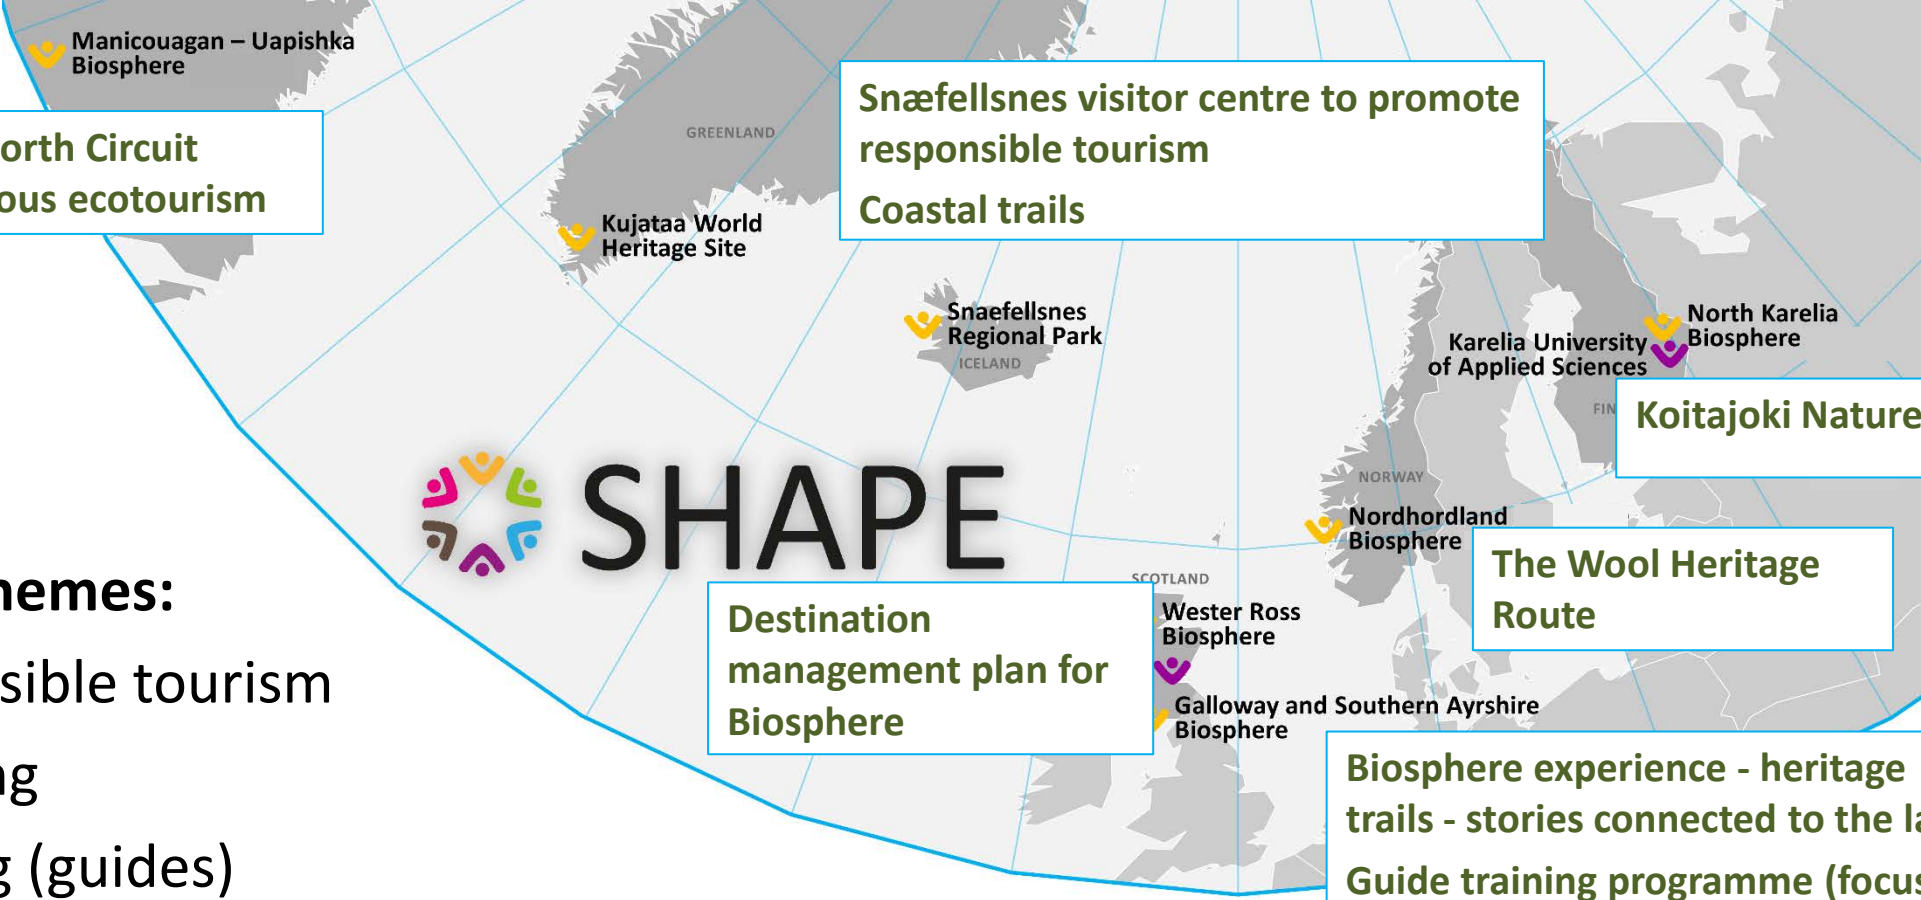 Manicouagan – Uapishka
Biosphere
orth Circuit
ous ecotourism
GREENLAND
Kujataa World
Heritage Site
Snæfellsnes visitor centre to promote
responsible tourism
Coastal trails
Snaefellsnes
Regional Park
ICELAND
North Karelia
Biosphere
Karelia University
of Applied Sciences
FIN
Koitajoki Nature
SHAPE
NORWAY
Nordhordland
Biosphere
The Wool Heritage
Route
SCOTLAND
Wester Ross
Biosphere
Destination
management plan for
Biosphere
Galloway and Southern Ayrshire
Biosphere
Biosphere experience - heritage
trails - stories connected to the la
Guide training programme (focus
hemes:
sible tourism
ng
g (guides)